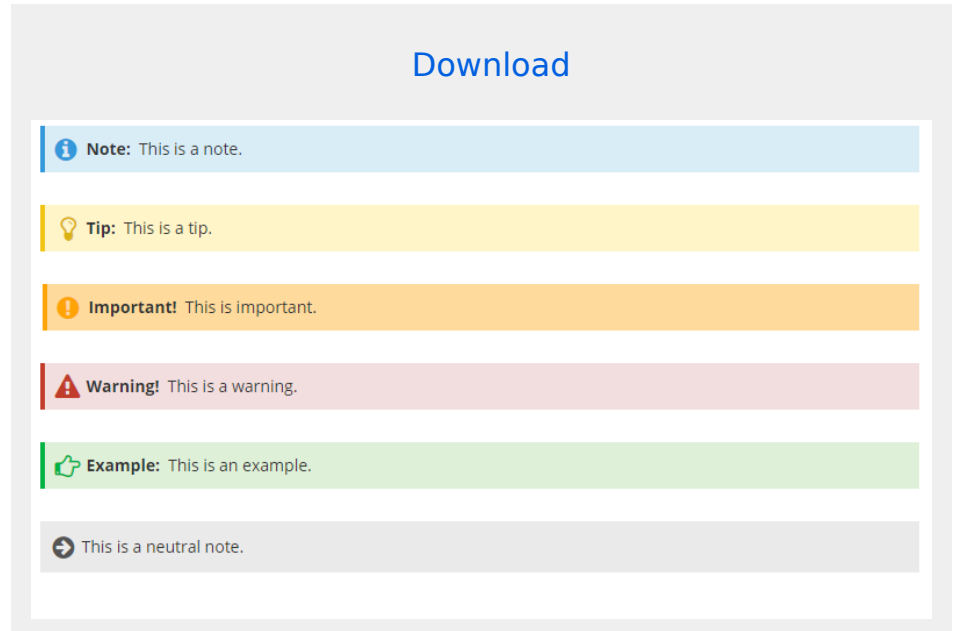 Download
Note: This is a note.
Tip: This is a tip.
Important! This is important.
Warning! This is a warning.
Example: This is an example.
This is a neutral note.